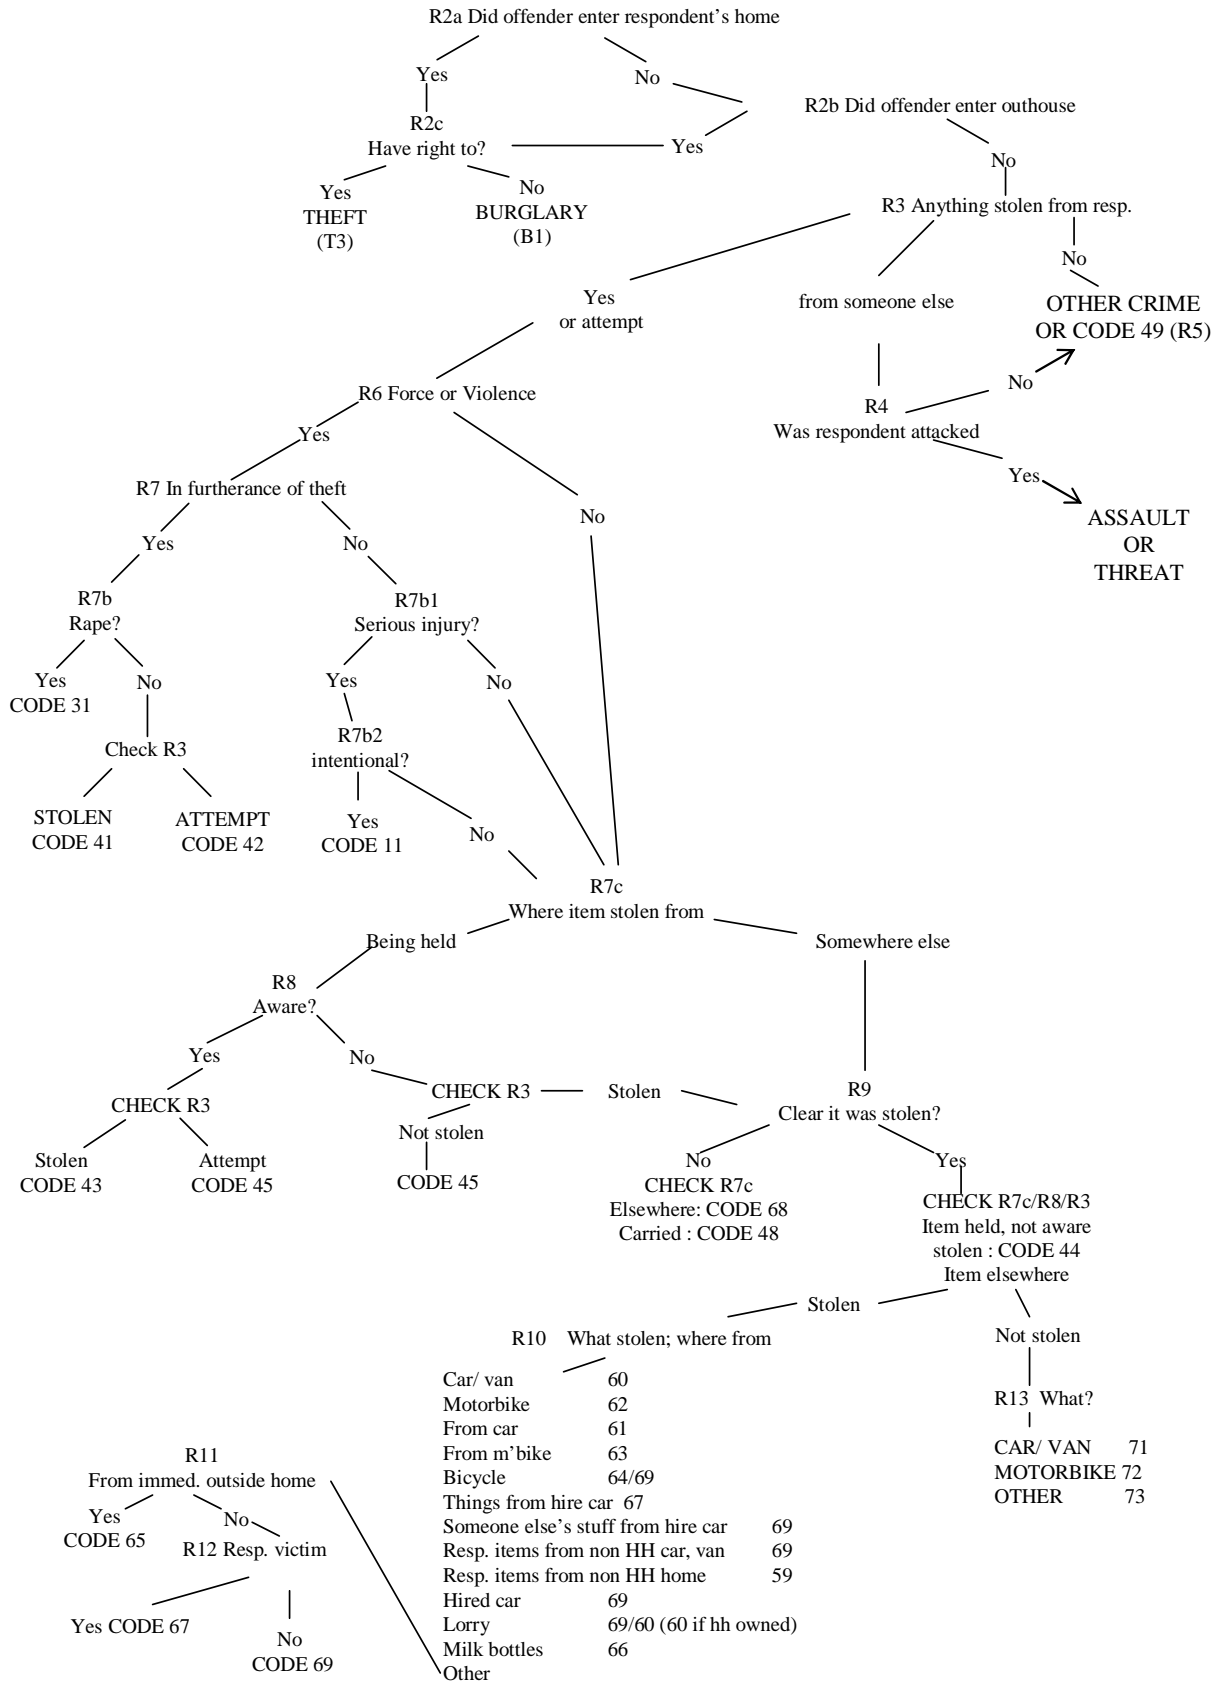 R2a Did offender enter respondent's home
Yes
No
R2b Did offender enter outhouse
R2c
Have right to?
Yes
No
Yes
THEFT
(T3)
No
BURGLARY
(B1)
R3 Anything stolen from resp.
No
Yes
or attempt
from someone else
OTHER CRIME
OR CODE 49 (R5)
No
R6 Force or Violence
R4
Was respondent attacked
Yes
Yes
R7 In furtherance of theft
No
ASSAULT
OR
THREAT
Yes
No
R7b
Rape?
R7b1
Serious injury?
Yes
CODE 31
No
Yes
No
Check R3
R7b2
intentional?
STOLEN
CODE 41
ATTEMPT
CODE 42
Yes
CODE 11
No
R7c
Where item stolen from
Being held
Somewhere else
R8
Aware?
Yes
No
CHECK R3
CHECK R3
Stolen
R9
Clear it was stolen?
Not stolen
Stolen
CODE 43
Attempt
CODE 45
CODE 45
No
CHECK R7c
Elsewhere: CODE 68
Carried : CODE 48
Yes
CHECK R7c/R8/R3
Item held, not aware
stolen : CODE 44
Item elsewhere
Stolen
R10 What stolen; where from
Not stolen
Car/ van 60
Motorbike 62
From car 61
From m'bike 63
Bicycle 64/69
Things from hire car 67
Someone else's stuff from hire car 69
Resp. items from non HH car, van 69
Resp. items from non HH home 59
Hired car 69
Lorry 69/60 (60 if hh owned)
Milk bottles 66
Other
R13 What?
CAR/ VAN 71
MOTORBIKE 72
OTHER 73
R11
From immed. outside home
Yes
CODE 65
No
R12 Resp. victim
Yes CODE 67
No
CODE 69